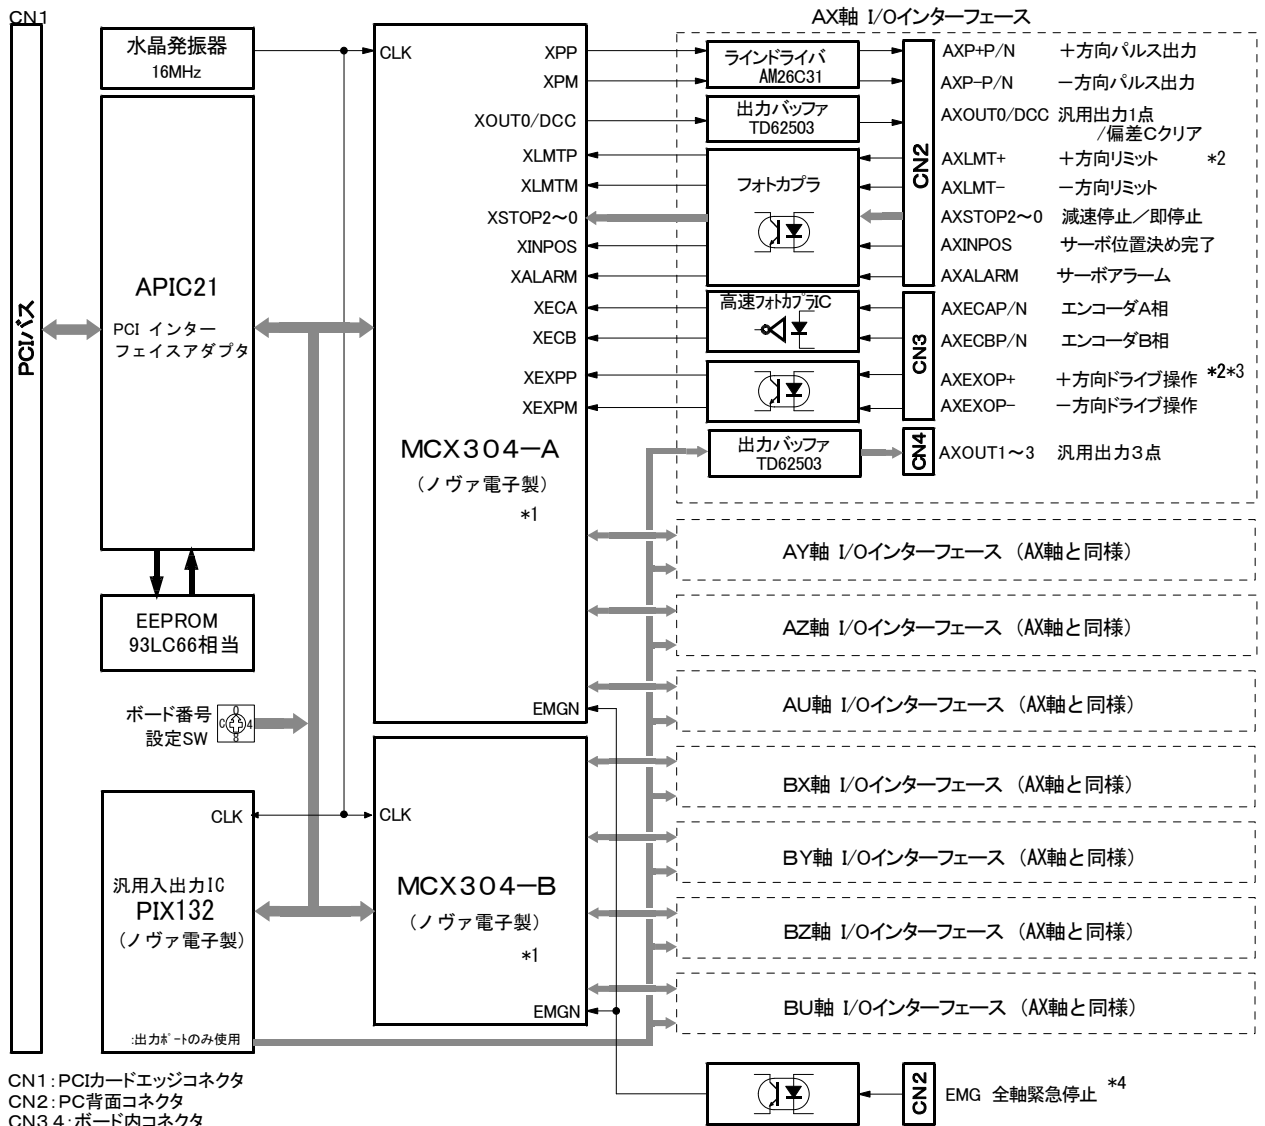 CN1
AX軸 I/Oインターフェース
PCIバス
水晶発振器
16MHz
APIC21
PCI インター
フェイスアダプタ
EEPROM
93LC66相当
ボード番号
設定SW
0
C
4
8
CLK
汎用入出力IC
PIX132
(ノヴァ電子製)
:出力ポートのみ使用
CLK
XPP
XPM
XOUT0/DCC
XLMTP
XLMTM
XSTOP2～0
XINPOS
XALARM
XECA
XECB
XEXPP
XEXPM
MCX304-A
(ノヴァ電子製)
*1
EMGN
CLK
MCX304-B
(ノヴァ電子製)
*1
EMGN
ラインドライバ
AM26C31
出力バッファ
TD62503
フォトカプラ
高速フォトカプラIC
出力バッファ
TD62503
CN2
CN3
CN4
AXP+P/N ＋方向パルス出力
AXP-P/N －方向パルス出力
AXOUT0/DCC 汎用出力1点
/偏差Cクリア
AXLMT+ ＋方向リミット *2
AXLMT- －方向リミット
AXSTOP2～0 減速停止／即停止
AXINPOS サーボ位置決め完了
AXALARM サーボアラーム
AXECAP/N エンコーダA相
AXECBP/N エンコーダB相
AXEXOP+ ＋方向ドライブ操作 *2*3
AXEXOP- －方向ドライブ操作
AXOUT1～3 汎用出力３点
AY軸 I/Oインターフェース (AX軸と同様)
AZ軸 I/Oインターフェース (AX軸と同様)
AU軸 I/Oインターフェース (AX軸と同様)
BX軸 I/Oインターフェース (AX軸と同様)
BY軸 I/Oインターフェース (AX軸と同様)
BZ軸 I/Oインターフェース (AX軸と同様)
BU軸 I/Oインターフェース (AX軸と同様)
CN2
EMG 全軸緊急停止 *4
CN1:PCIカードエッジコネクタ
CN2:PC背面コネクタ
CN3,4:ボード内コネクタ